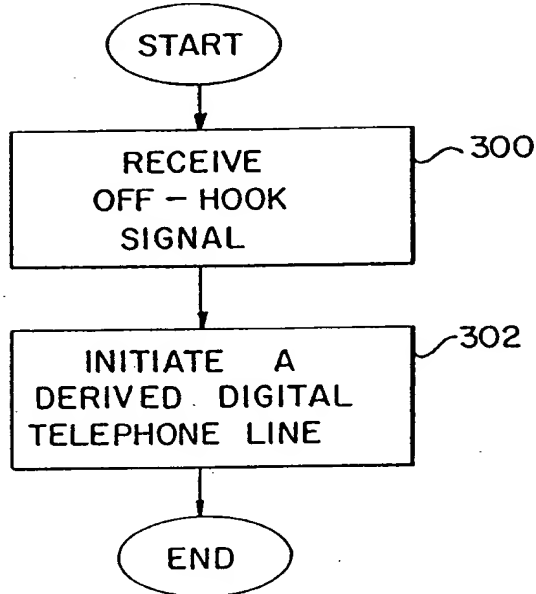 START
RECEIVE
OFF-HOOK
SIGNAL
300
INITIATE A
DERIVED DIGITAL
TELEPHONE LINE
302
END